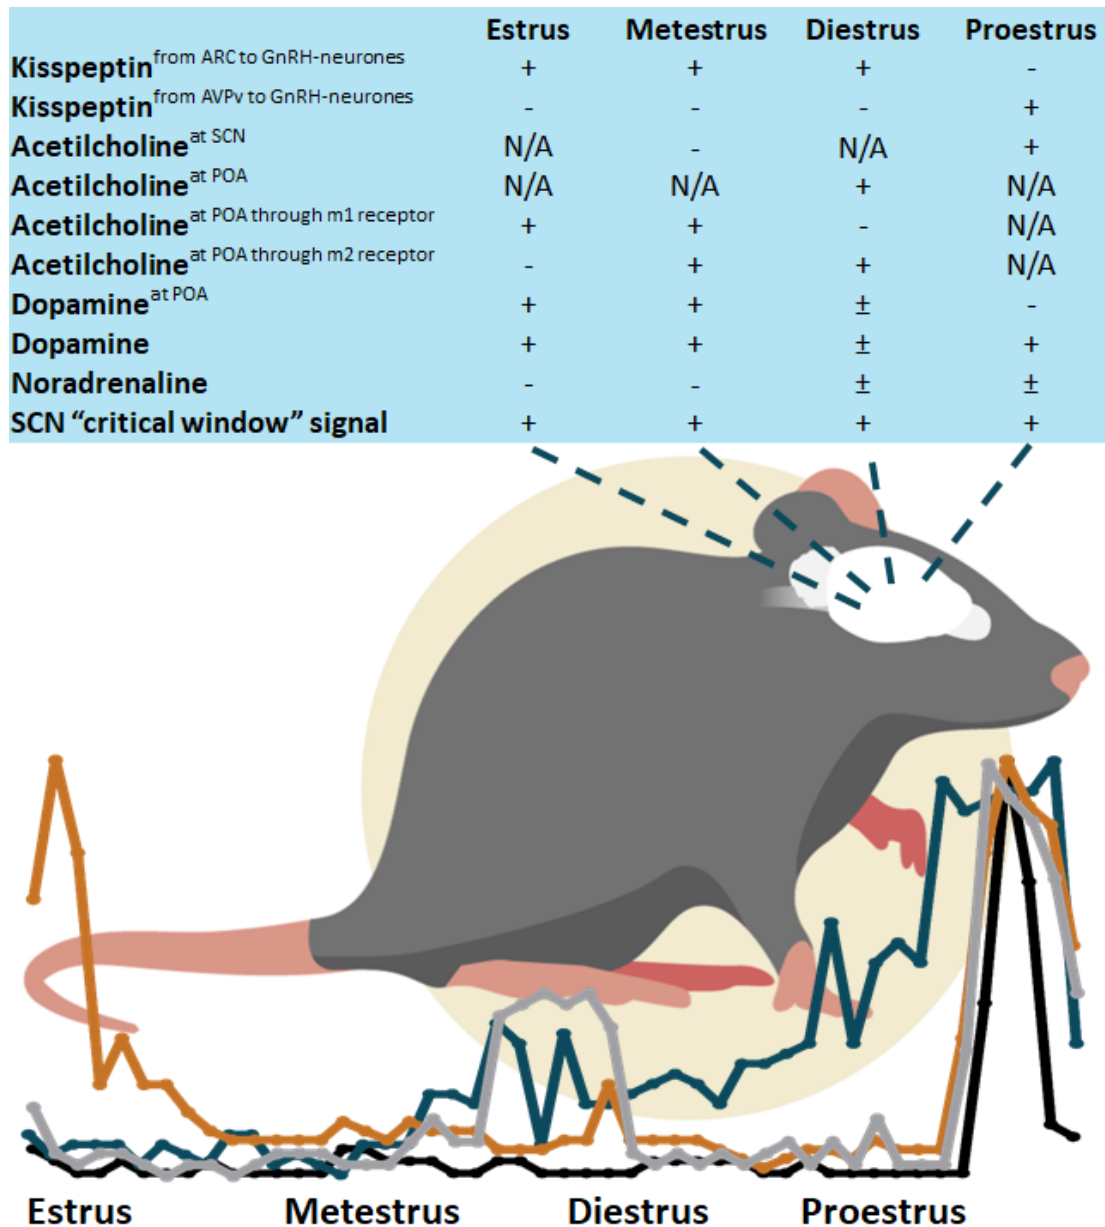 Estrus Metestrus Diestrus Proestrus
Kisspeptin from ARC to GnRH-neurones + + + -
Kisspeptin from AVPv to GnRH-neurones - - - +
Acetilcholine at SCN N/A - N/A +
Acetilcholine at POA N/A N/A + N/A
Acetilcholine at POA through m1 receptor + + - N/A
Acetilcholine at POA through m2 receptor - + + N/A
Dopamine at POA + + ± -
Dopamine + + ± +
Noradrenaline - - ± ±
SCN “critical window” signal + + + +
Estrus Metestrus Diestrus Proestrus